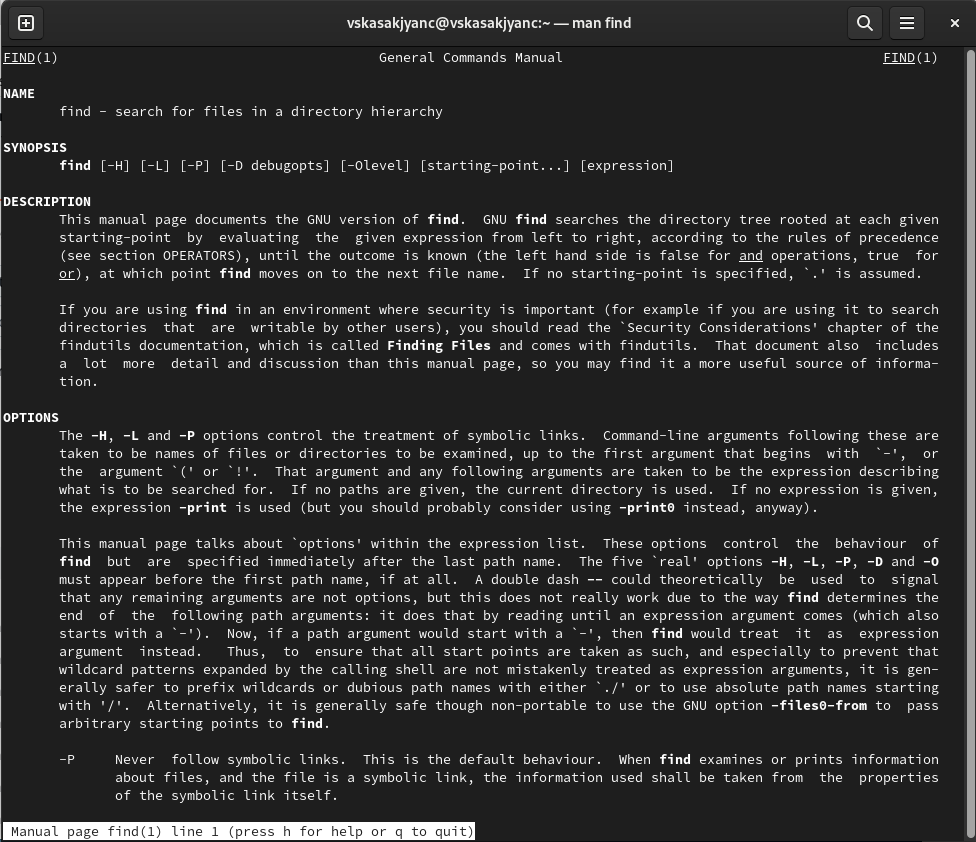 vskasakjyanc@vskasakjyanc:~ — man find
FIND(1) General Commands Manual FIND(1)
NAME
find - search for files in a directory hierarchy
SYNOPSIS
find [-H] [-L] [-P] [-D debugopts] [-Olevel] [starting-point...] [expression]
DESCRIPTION
This manual page documents the GNU version of find. GNU find searches the directory tree rooted at each given
starting-point by evaluating the given expression from left to right, according to the rules of precedence
(see section OPERATORS), until the outcome is known (the left hand side is false for and operations, true for
or), at which point find moves on to the next file name. If no starting-point is specified, `.' is assumed.
If you are using find in an environment where security is important (for example if you are using it to search
directories that are writable by other users), you should read the `Security Considerations' chapter of the
findutils documentation, which is called Finding Files and comes with findutils. That document also includes
a lot more detail and discussion than this manual page, so you may find it a more useful source of informa-
tion.
OPTIONS
The -H, -L and -P options control the treatment of symbolic links. Command-line arguments following these are
taken to be names of files or directories to be examined, up to the first argument that begins with `-', or
the argument `(' or `!'. That argument and any following arguments are taken to be the expression describing
what is to be searched for. If no paths are given, the current directory is used. If no expression is given,
the expression -print is used (but you should probably consider using -print0 instead, anyway).
This manual page talks about `options' within the expression list. These options control the behaviour of
find but are specified immediately after the last path name. The five `real' options -H, -L, -P, -D and -O
must appear before the first path name, if at all. A double dash -- could theoretically be used to signal
that any remaining arguments are not options, but this does not really work due to the way find determines the
end of the following path arguments: it does that by reading until an expression argument comes (which also
starts with a `-'). Now, if a path argument would start with a `-', then find would treat it as expression
argument instead. Thus, to ensure that all start points are taken as such, and especially to prevent that
wildcard patterns expanded by the calling shell are not mistakenly treated as expression arguments, it is gen-
erally safer to prefix wildcards or dubious path names with either `./' or to use absolute path names starting
with '/'. Alternatively, it is generally safe though non-portable to use the GNU option -files0-from to pass
arbitrary starting points to find.
-P Never follow symbolic links. This is the default behaviour. When find examines or prints information
about files, and the file is a symbolic link, the information used shall be taken from the properties
of the symbolic link itself.
Manual page find(1) line 1 (press h for help or q to quit)